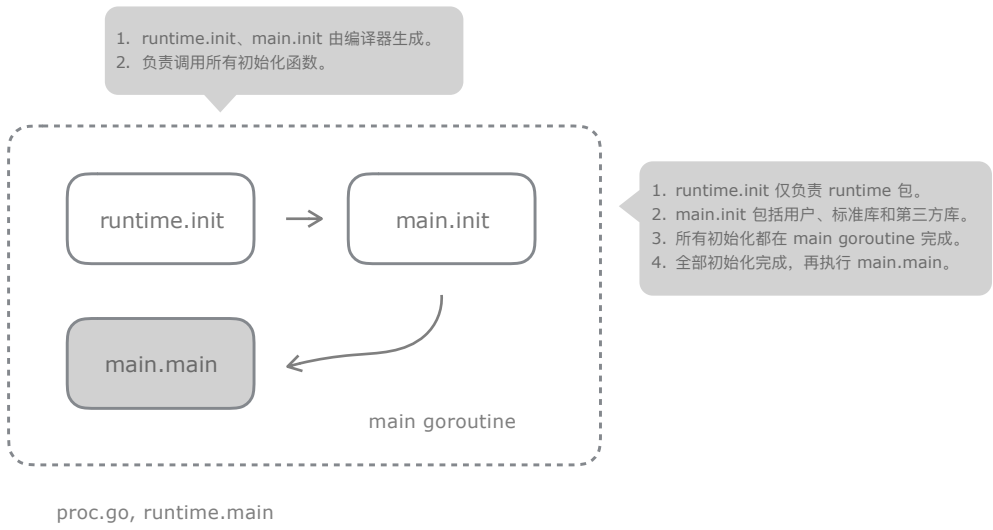 1. runtime.init、main.init 由编译器生成。
2. 负责调用所有初始化函数。
runtime.init
main.init
1. runtime.init 仅负责 runtime 包。
2. main.init 包括用户、标准库和第三方库。
3. 所有初始化都在 main goroutine 完成。
4. 全部初始化完成，再执行 main.main。
main.main
main goroutine
proc.go, runtime.main